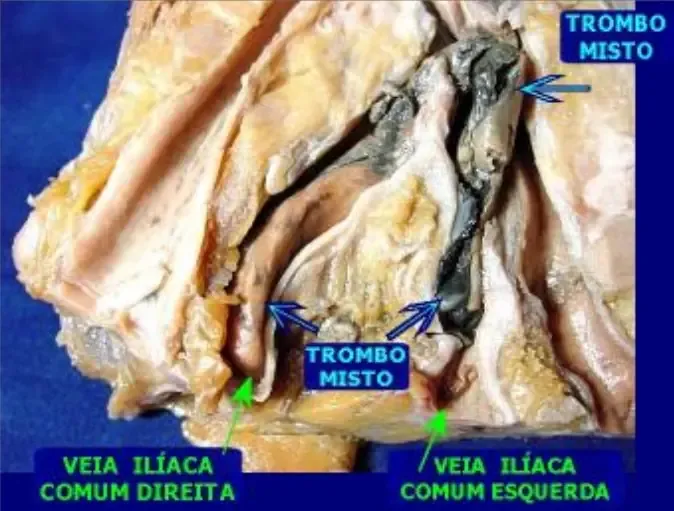 TROMBO
MISTO
TROMBO
MISTO
VEIA ILÍACA
COMUM DIREITA
VEIA ILÍACA
COMUM ESQUERDA